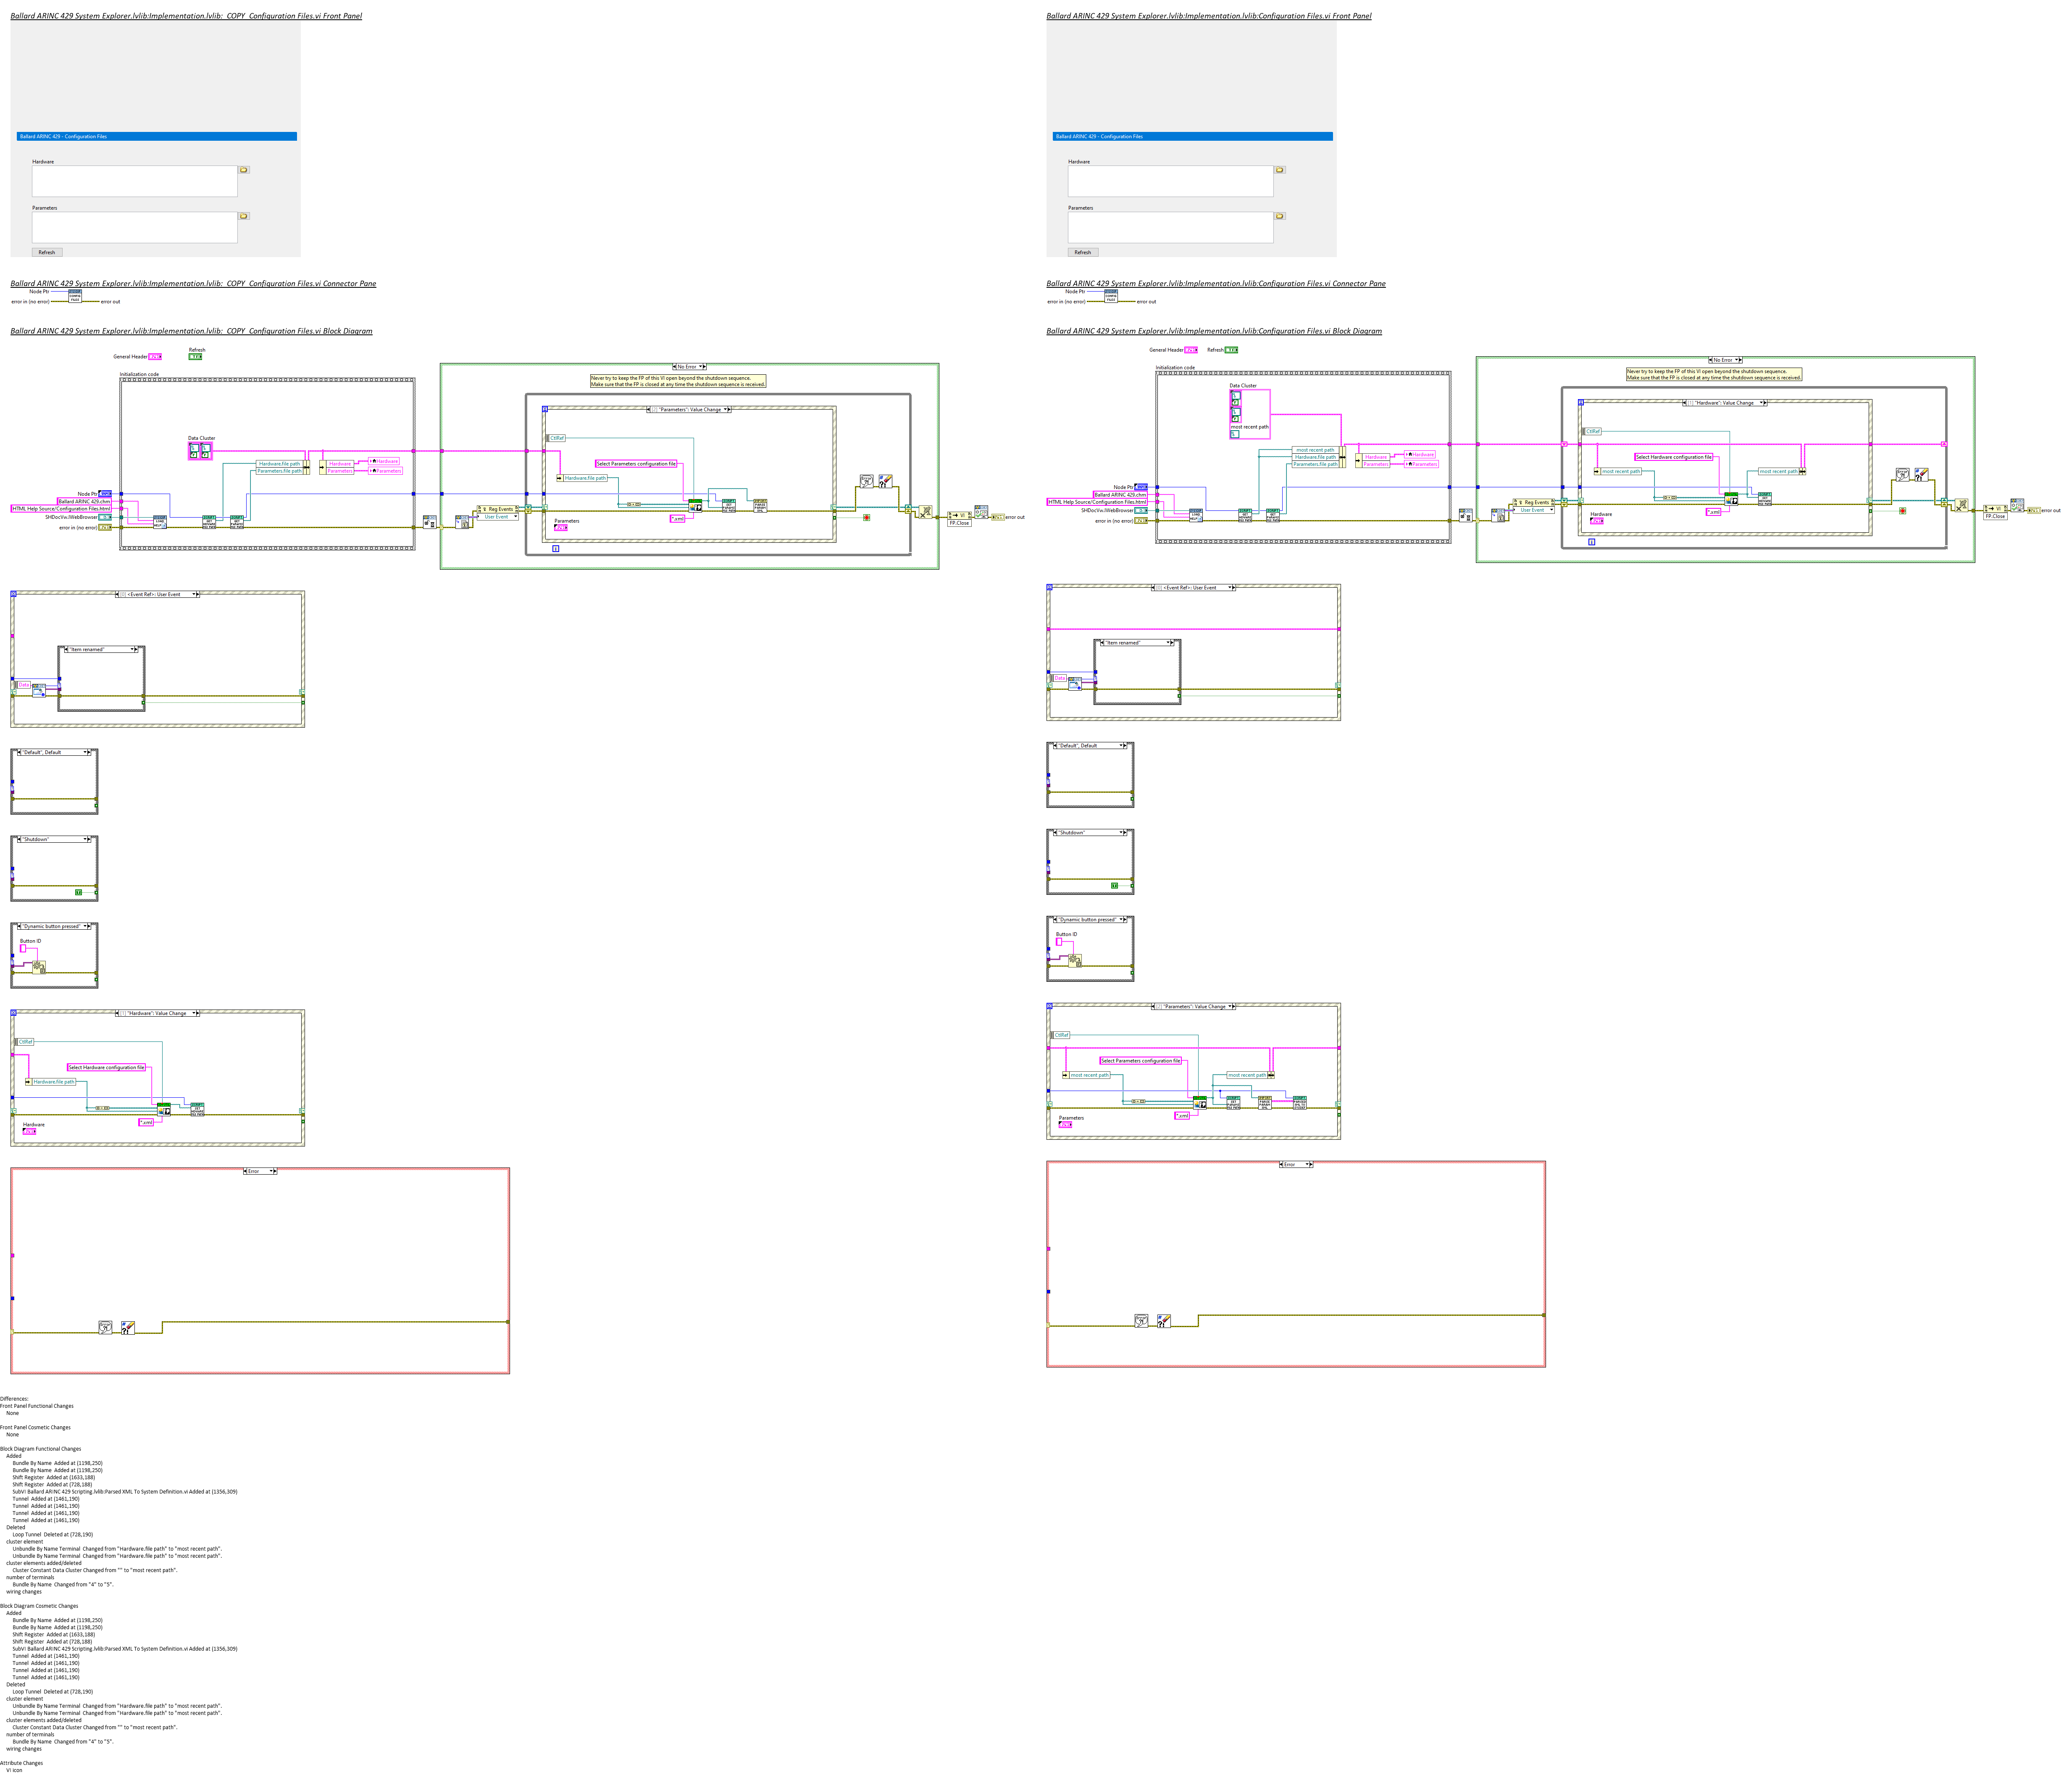 Ballard ARINC 429 System Explorer.lvlib:Implementation.lvlib:_COPY_Configuration Files.vi Front Panel
Ballard ARINC 429 - Configuration Files
Hardware
Parameters
Refresh
Ballard ARINC 429 System Explorer.lvlib:Implementation.lvlib:_COPY_Configuration Files.vi Connector Pane
Node Ptr
error in (no error)
error out
Ballard ARINC 429 System Explorer.lvlib:Implementation.lvlib:_COPY_Configuration Files.vi Block Diagram
General Header
Refresh
Initialization code
No Error
Never try to keep the FP of this VI open beyond the shutdown sequence.
Make sure that the FP is closed at any time the shutdown sequence is received.
[2] "Parameters": Value Change
CtlRef
Data Cluster
Hardware.file path
Parameters.file path
Hardware
Parameters
Hardware
Parameters
Select Parameters configuration file
Hardware.file path
Node Ptr
Ballard ARINC 429.chm
HTML Help Source/Configuration Files.html
SHDocVw.IWebBrowser
error in (no error)
Reg Events
User Event
*.xml
Parameters
VI
FP.Close
error out
[0] <Event Ref>: User Event
"Item renamed"
Data
"Default", Default
"Shutdown"
"Dynamic button pressed"
Button ID
[1] "Hardware": Value Change
CtlRef
Select Hardware configuration file
Hardware.file path
*.xml
Hardware
Error
Ballard ARINC 429 System Explorer.lvlib:Implementation.lvlib:Configuration Files.vi Front Panel
Ballard ARINC 429 - Configuration Files
Hardware
Parameters
Refresh
Ballard ARINC 429 System Explorer.lvlib:Implementation.lvlib:Configuration Files.vi Connector Pane
Node Ptr
error in (no error)
error out
Ballard ARINC 429 System Explorer.lvlib:Implementation.lvlib:Configuration Files.vi Block Diagram
General Header
Refresh
Initialization code
No Error
Never try to keep the FP of this VI open beyond the shutdown sequence.
Make sure that the FP is closed at any time the shutdown sequence is received.
Data Cluster
most recent path
[1] "Hardware": Value Change
CtlRef
most recent path
Hardware.file path
Parameters.file path
Hardware
Parameters
Hardware
Parameters
Select Hardware configuration file
most recent path
most recent path
Node Ptr
Ballard ARINC 429.chm
HTML Help Source/Configuration Files.html
SHDocVw.IWebBrowser
error in (no error)
Reg Events
User Event
*.xml
Hardware
VI
FP.Close
error out
[0] <Event Ref>: User Event
"Item renamed"
Data
"Default", Default
"Shutdown"
"Dynamic button pressed"
Button ID
[2] "Parameters": Value Change
CtlRef
Select Parameters configuration file
most recent path
most recent path
*.xml
Parameters
Error
Differences:
Front Panel Functional Changes
None
Front Panel Cosmetic Changes
None
Block Diagram Functional Changes
Added
Bundle By Name  Added at (1198,250)
Bundle By Name  Added at (1198,250)
Shift Register  Added at (1633,188)
Shift Register  Added at (728,188)
SubVI Ballard ARINC 429 Scripting.lvlib:Parsed XML To System Definition.vi Added at (1356,309)
Tunnel  Added at (1461,190)
Tunnel  Added at (1461,190)
Tunnel  Added at (1461,190)
Tunnel  Added at (1461,190)
Deleted
Loop Tunnel  Deleted at (728,190)
cluster element
Unbundle By Name Terminal  Changed from "Hardware.file path" to "most recent path".
Unbundle By Name Terminal  Changed from "Hardware.file path" to "most recent path".
cluster elements added/deleted
Cluster Constant Data Cluster Changed from "" to "most recent path".
number of terminals
Bundle By Name  Changed from "4" to "5".
wiring changes
Block Diagram Cosmetic Changes
Added
Bundle By Name  Added at (1198,250)
Bundle By Name  Added at (1198,250)
Shift Register  Added at (1633,188)
Shift Register  Added at (728,188)
SubVI Ballard ARINC 429 Scripting.lvlib:Parsed XML To System Definition.vi Added at (1356,309)
Tunnel  Added at (1461,190)
Tunnel  Added at (1461,190)
Tunnel  Added at (1461,190)
Tunnel  Added at (1461,190)
Deleted
Loop Tunnel  Deleted at (728,190)
cluster element
Unbundle By Name Terminal  Changed from "Hardware.file path" to "most recent path".
Unbundle By Name Terminal  Changed from "Hardware.file path" to "most recent path".
cluster elements added/deleted
Cluster Constant Data Cluster Changed from "" to "most recent path".
number of terminals
Bundle By Name  Changed from "4" to "5".
wiring changes
Attribute Changes
VI icon